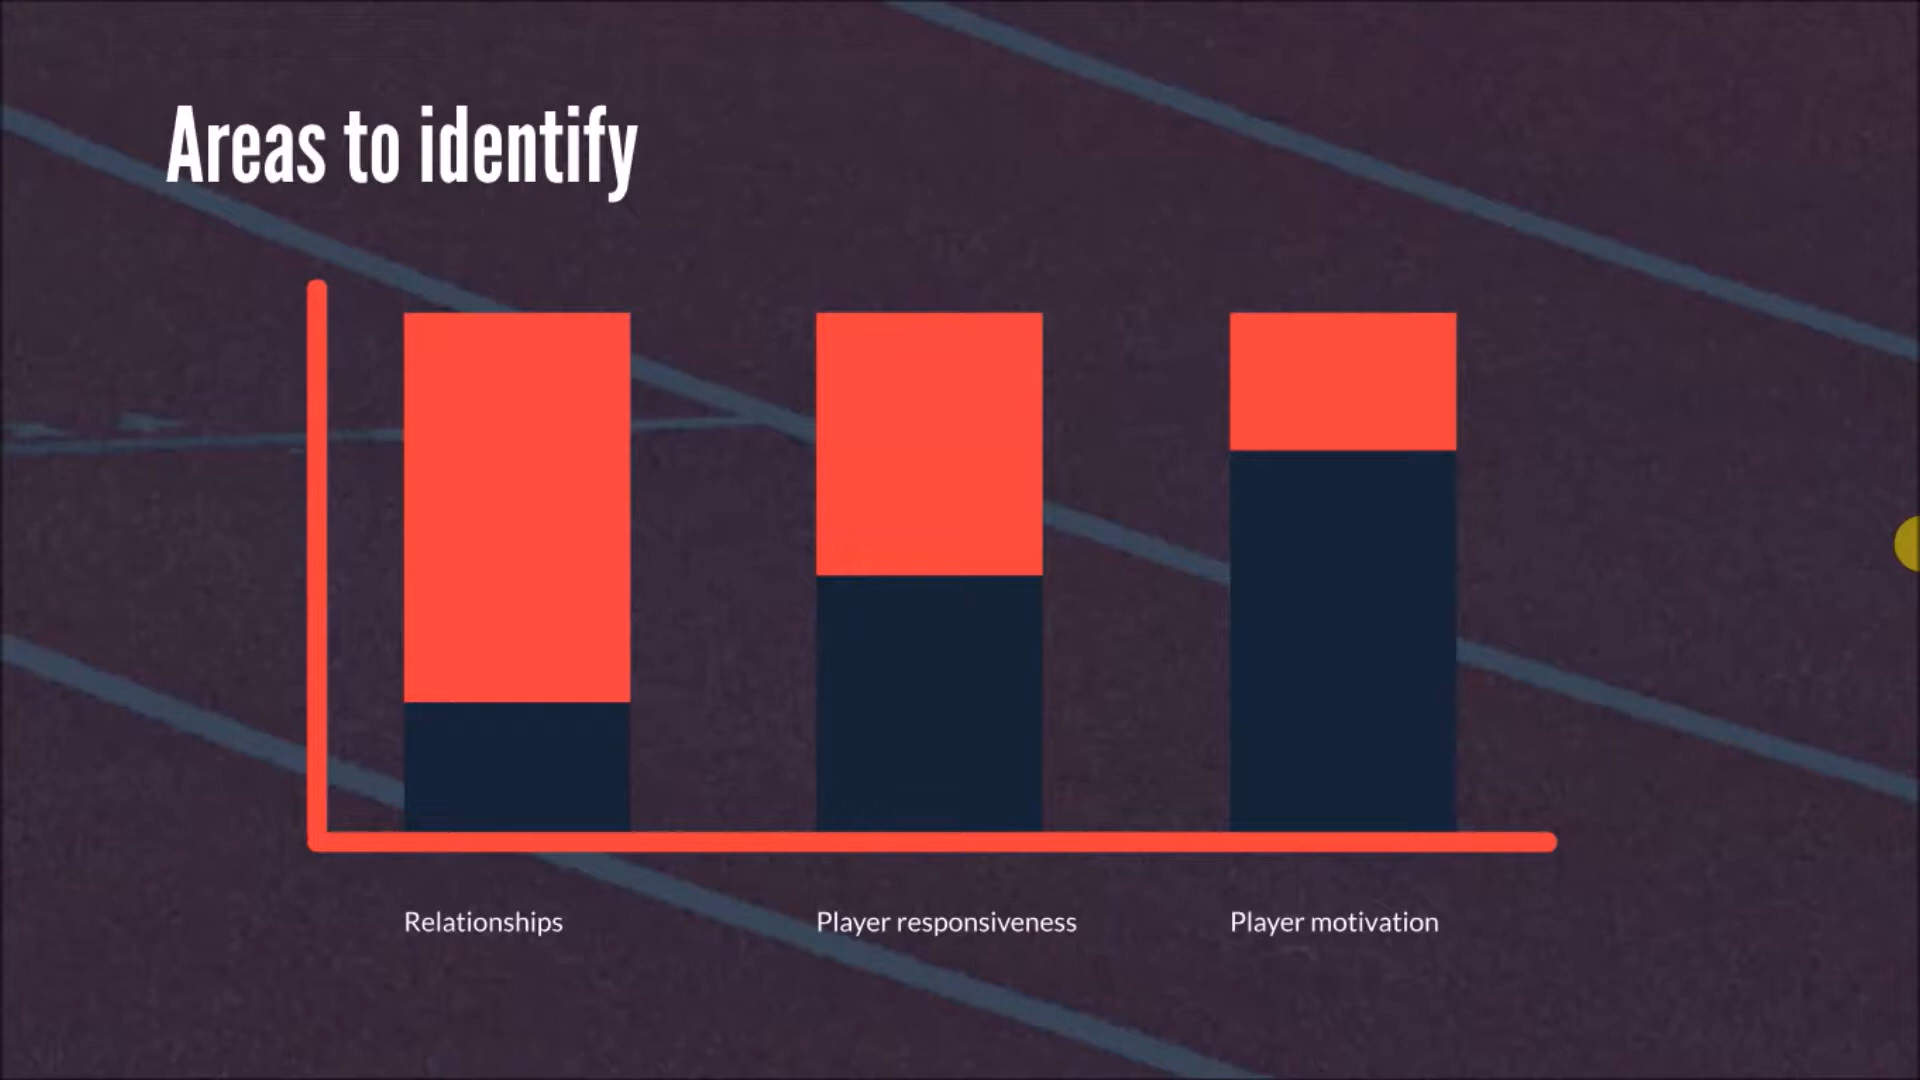 Areas to identify
Relationships
Player responsiveness
Player motivation